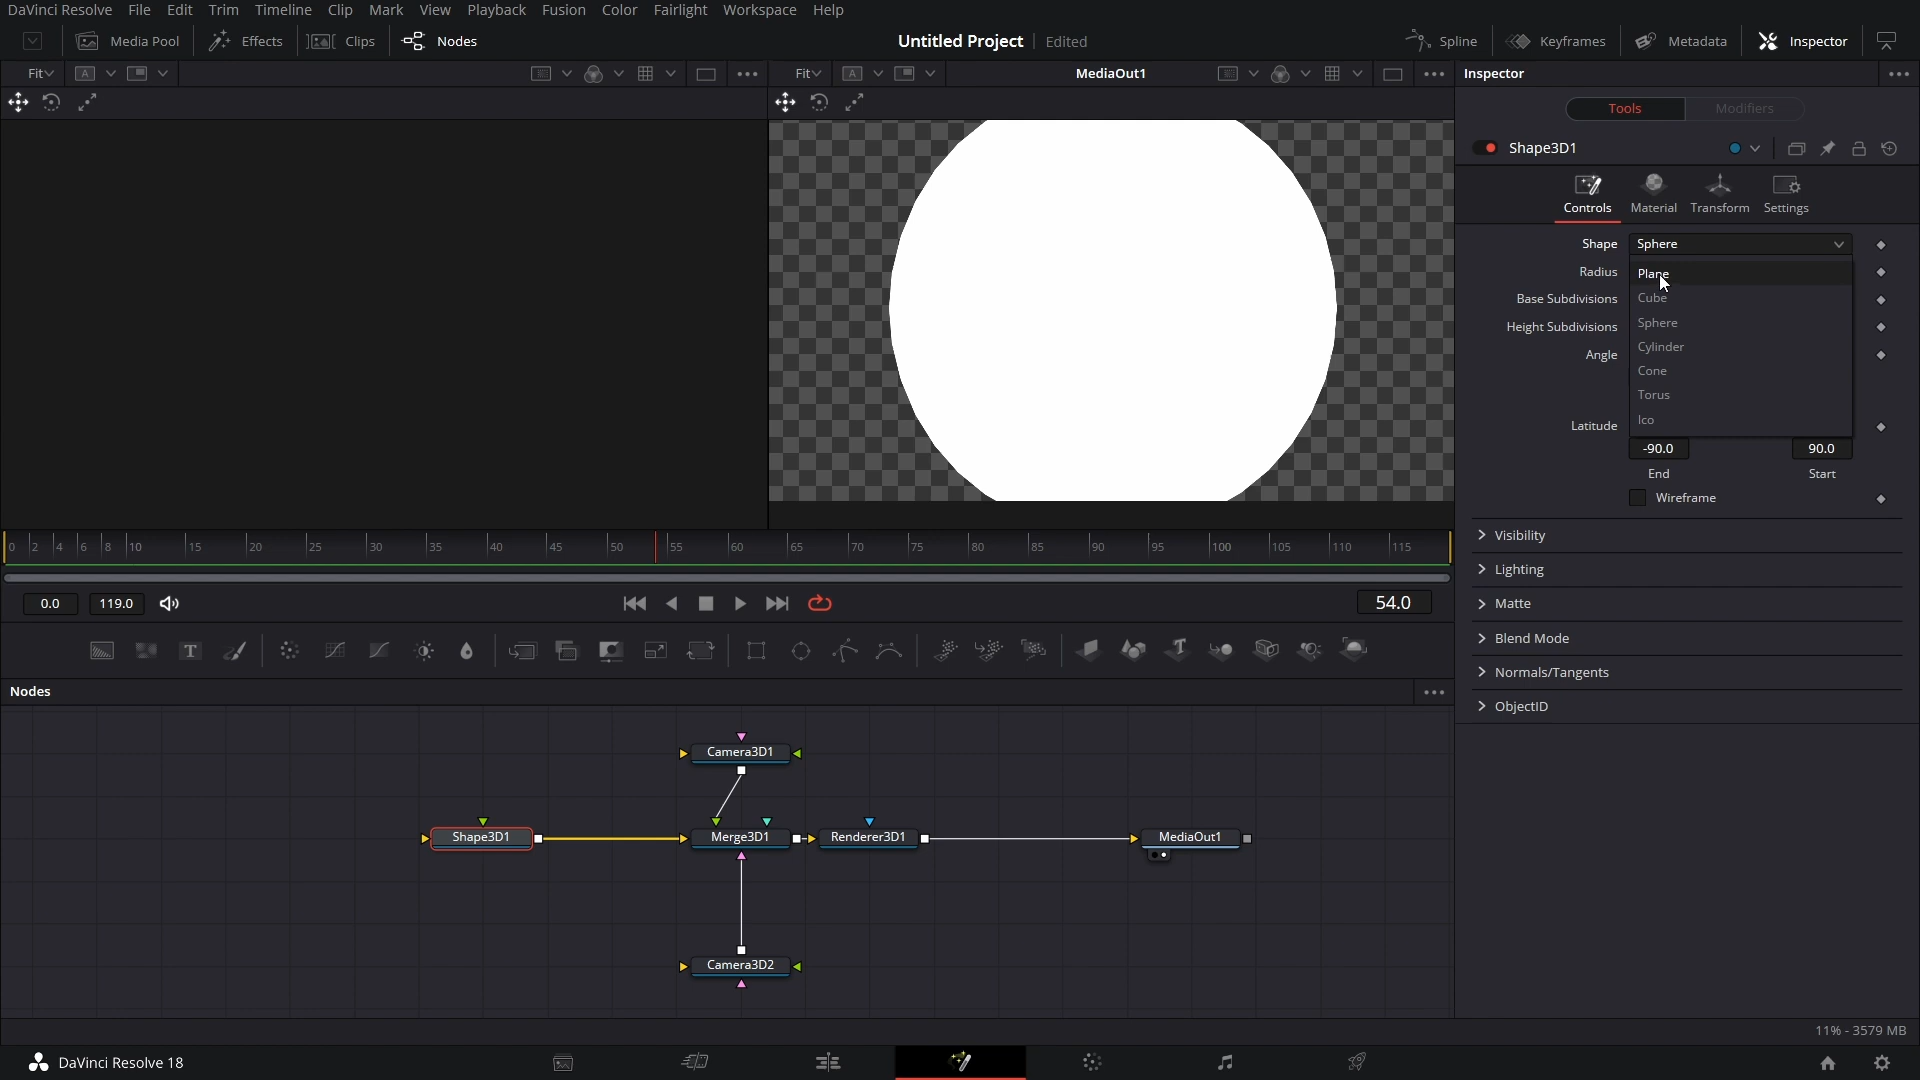 DaVinci Resolve File Edit Trim Timeline Clip Mark View Playback Fusion Color Fairlight Workspace Help
Media Pool Effects Clips Nodes Untitled Project Edited Spline Keyframes Metadata Inspector
Fit A Fit A MediaOut1 Inspector
Tools Modifiers
Shape3D1
Controls Material Transform Settings
Shape Sphere
Radius Plane
Base Subdivisions Cube
Sphere
Height Subdivisions
Cylinder
Angle
Cone
Torus
Ico
Latitude
-90.0 90.0
End Start
Wireframe
Visibility
Lighting
Matte
Blend Mode
Normals/Tangents
ObjectID
0 2 4 6 8 10 15 20 25 30 35 40 45 50 55 60 65 70 75 80 85 90 95 100 105 110 115
0.0 119.0 54.0
T T
Nodes
Camera3D1
Shape3D1 Merge3D1 Renderer3D1 MediaOut1
Camera3D2
11% - 3579 MB
DaVinci Resolve 18